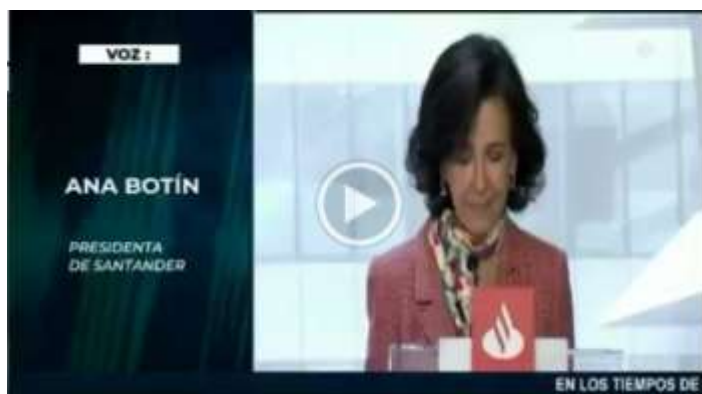 VOZ :
ANA BOTÍN
PRESIDENTA
DE SANTANDER
EN LOS TIEMPOS DE